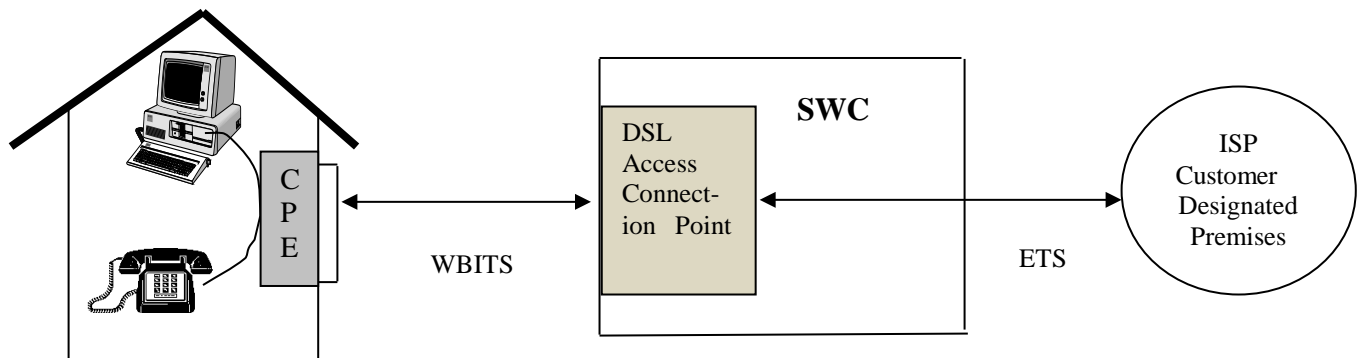 C
P
E
WBITS
DSL
Access
Connect-
ion Point
SWC
ETS
ISP
Customer
Designated
Premises